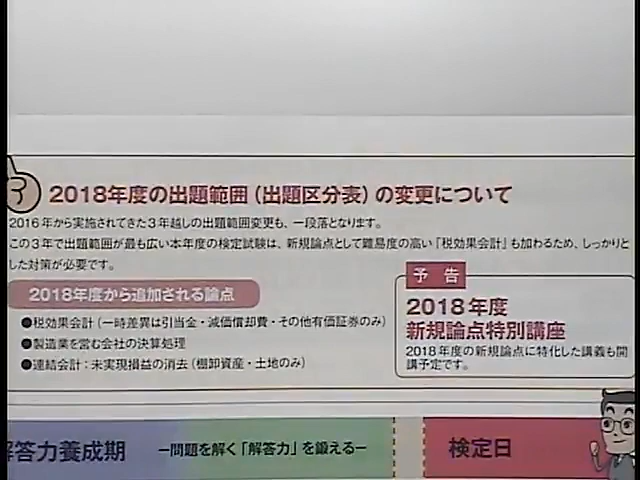 2018年度の出題範囲（出題区分表）の変更について
2016年から実施されてきた3年越しの出題範囲変更も、一段落となります。
この3年で出題範囲が最も広い本年度の検定試験は、新規論点として難易度の高い「税効果会計」も加わるため、しっかりと
した対策が必要です。
2018年度から追加される論点
●税効果会計（一時差異は引当金・減価償却費・その他有価証券のみ）
●製造業を営む会社の決算処理
●連結会計：未実現損益の消去（棚卸資産・土地のみ）
予告
2018年度
新規論点特別講座
2018年度の新規論点に特化した講義も開
講予定です。
解答力養成期
ー問題を解く「解答力」を鍛えるー
検定日